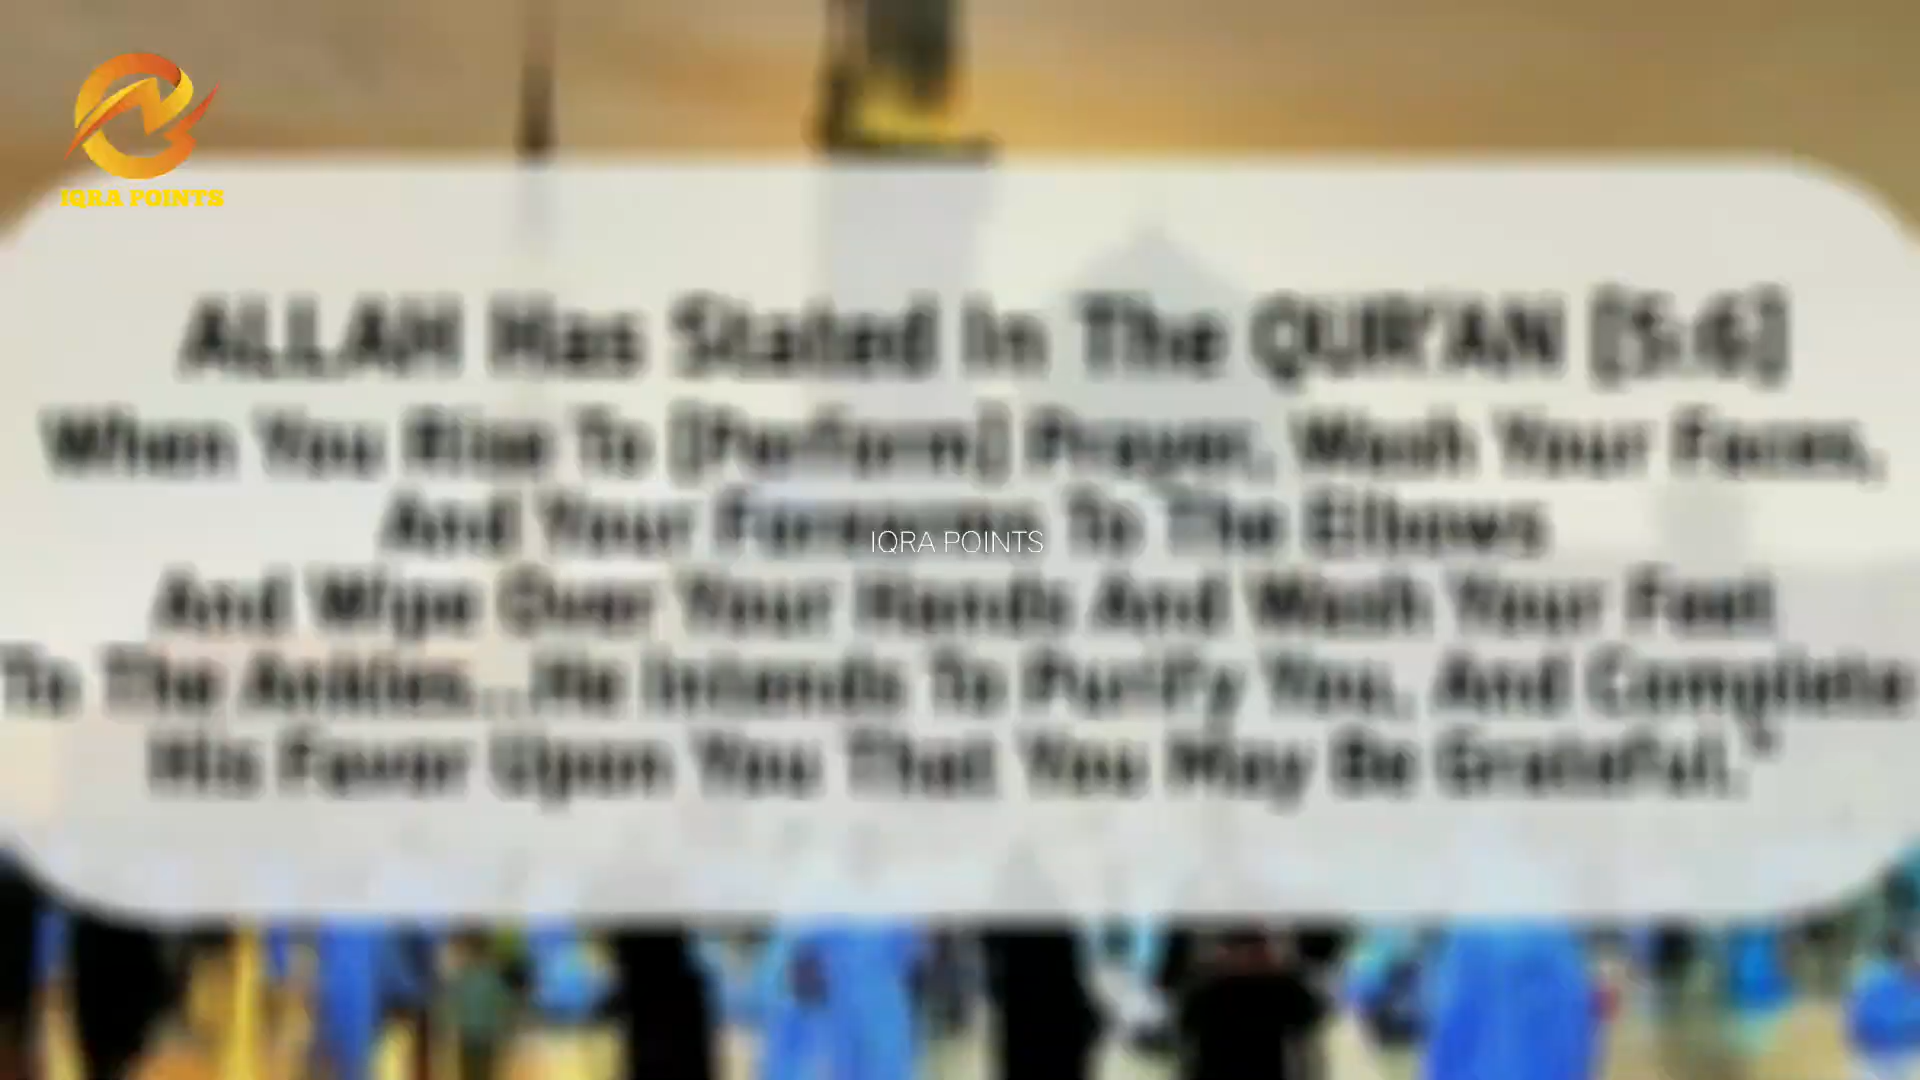 IQRA POINTS
ALLAH Has Stated In The QUR'AN [5:6]
When You Rise To [Perform] Prayer, Wash Your Faces,
And Your Forearms To The Elbows
IQRA POINTS
And Wipe Over Your Hands And Wash Your Feet
To The Ankles...He Intends To Purify You, And Complete
His Favor Upon You That You May Be Grateful."